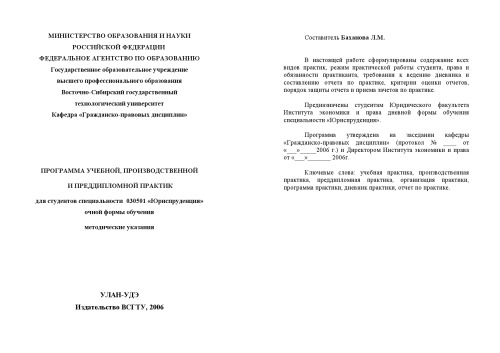 МИНИСТЕРСТВО ОБРАЗОВАНИЯ И НАУКИ
РОССИЙСКОЙ ФЕДЕРАЦИИ
ФЕДЕРАЛЬНОЕ АГЕНТСТВО ПО ОБРАЗОВАНИЮ
Государственное образовательное учреждение
высшего профессионального образования
Восточно-Сибирский государственный
технологический университет
Кафедра «Гражданско-правовых дисциплин»
ПРОГРАММА УЧЕБНОЙ, ПРОИЗВОДСТВЕННОЙ
И ПРЕДДИПЛОМНОЙ ПРАКТИК
для студентов специальности 030501 «Юриспруденция»
очной формы обучения
методические указания
УЛАН-УДЭ
Издательство ВСГТУ, 2006
Составитель Баханова Л.М.
В настоящей работе сформулированы содержание всех
видов практик, режим практической работы студента, права и
обязанности практиканта, требования к ведению дневника и
составлению отчета по практике, критерии оценки отчетов,
порядок защиты отчета и приема зачетов по практике.
Предназначены студентам Юридического факультета
Института экономики и права дневной формы обучения
специальности «Юриспруденция».
Программа утверждена на заседании кафедры
«Гражданско-правовых дисциплин» (протокол № ____ от
«___»_____2006 г.) и Директором Института экономики и права
от «___»_______ 2006г.
Ключевые слова: учебная практика, производственная
практика, преддипломная практика, организация практики,
программа практики, дневник практики, отчет по практике.